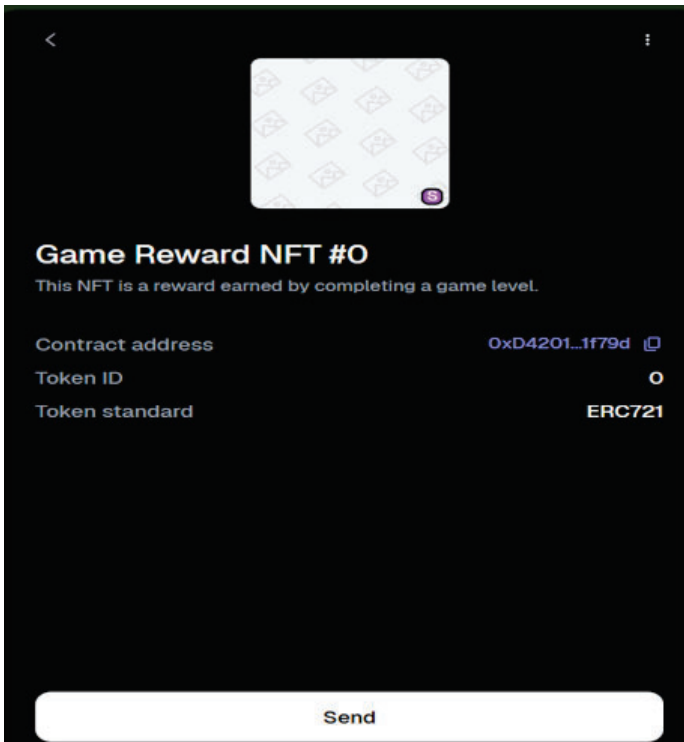 S
Game Reward NFT #0
This NFT is a reward earned by completing a game level.
Contract address 0xD4201...1f79d
Token ID 0
Token standard ERC721
Send